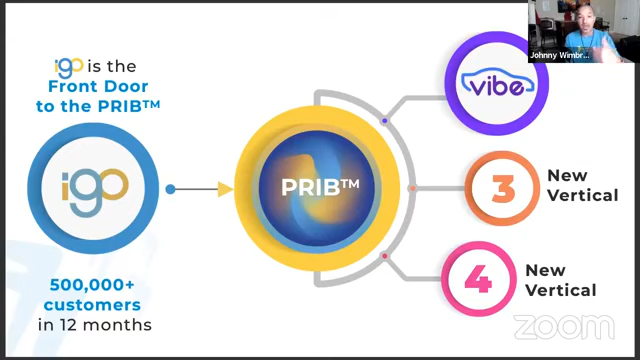 igo is the
Front Door
to the PRIB™
igo
500,000+
customers
in 12 months
PRIB™
vibe
3
New
Vertical
4
New
Vertical
Johnny Wimbr...
zoom